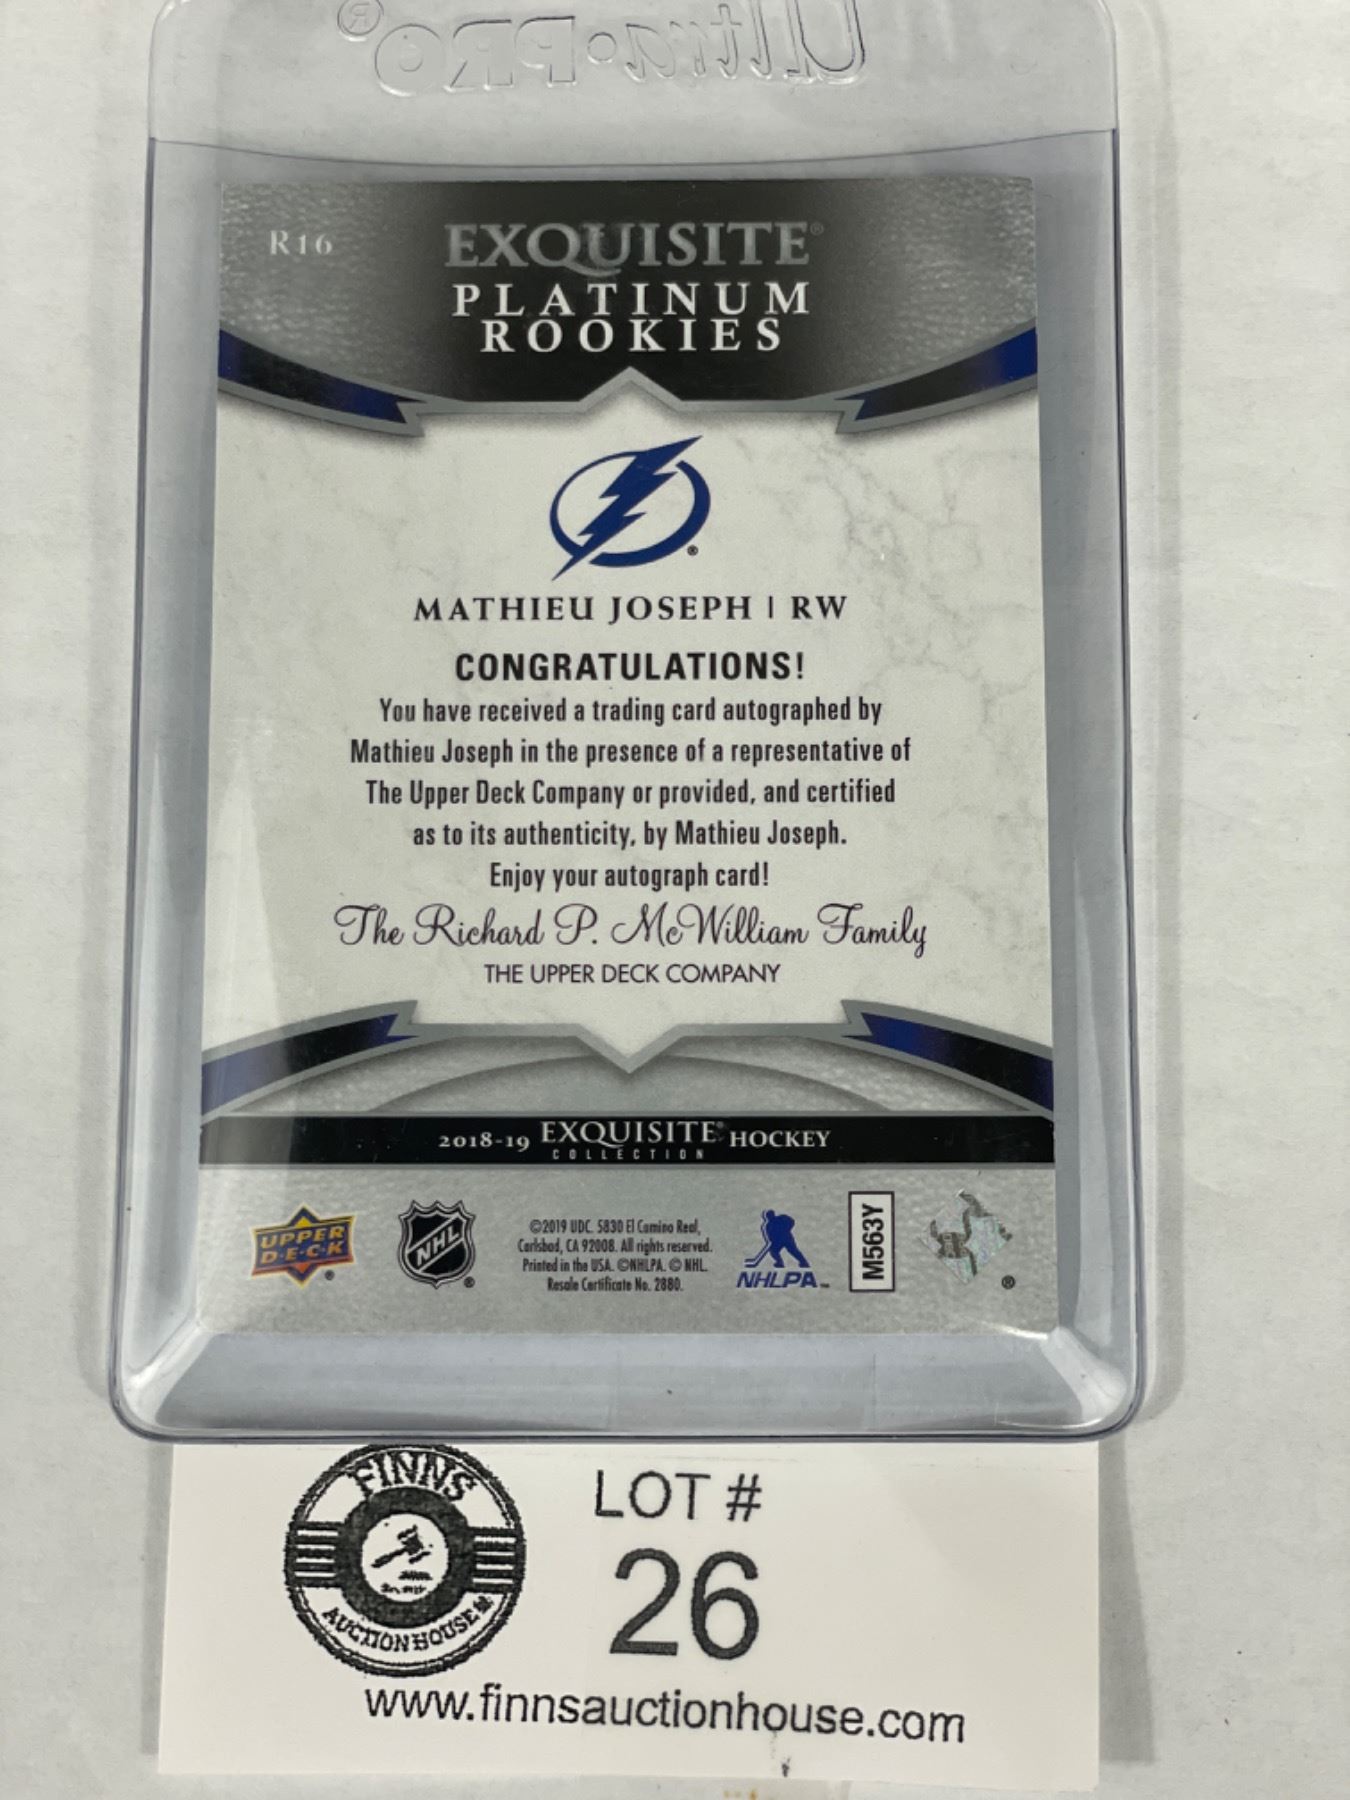 Ultra•PRO®
R16
EXQUISITE®
PLATINUM
ROOKIES
®
MATHIEU JOSEPH | RW
CONGRATULATIONS!
You have received a trading card autographed by
Mathieu Joseph in the presence of a representative of
The Upper Deck Company or provided, and certified
as to its authenticity, by Mathieu Joseph.
Enjoy your autograph card!
The Richard P. McWilliam Family
THE UPPER DECK COMPANY
2018-19 EXQUISITE® HOCKEY
COLLECTION
UPPER
D·E·C·K
®
NHL
®
©2019 UDC. 5830 El Camino Real,
Carlsbad, CA 92008. All rights reserved.
Printed in the USA. ©NHLPA. © NHL.
Resale Certificate No. 2880.
NHLPA™
M563Y
®
FINNS
AUCTION HOUSE
LOT #
26
www.finnsauctionhouse.com